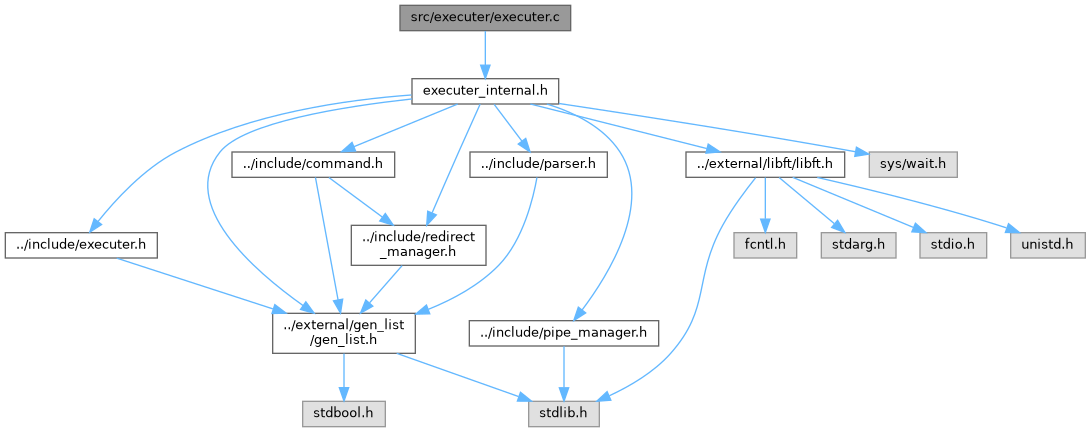 src/executer/executer.c
executer_internal.h
../include/command.h
../include/parser.h
../external/libft/libft.h
sys/wait.h
../include/executer.h
../include/redirect
_manager.h
fcntl.h
stdarg.h
stdio.h
unistd.h
../external/gen_list
/gen_list.h
../include/pipe_manager.h
stdbool.h
stdlib.h